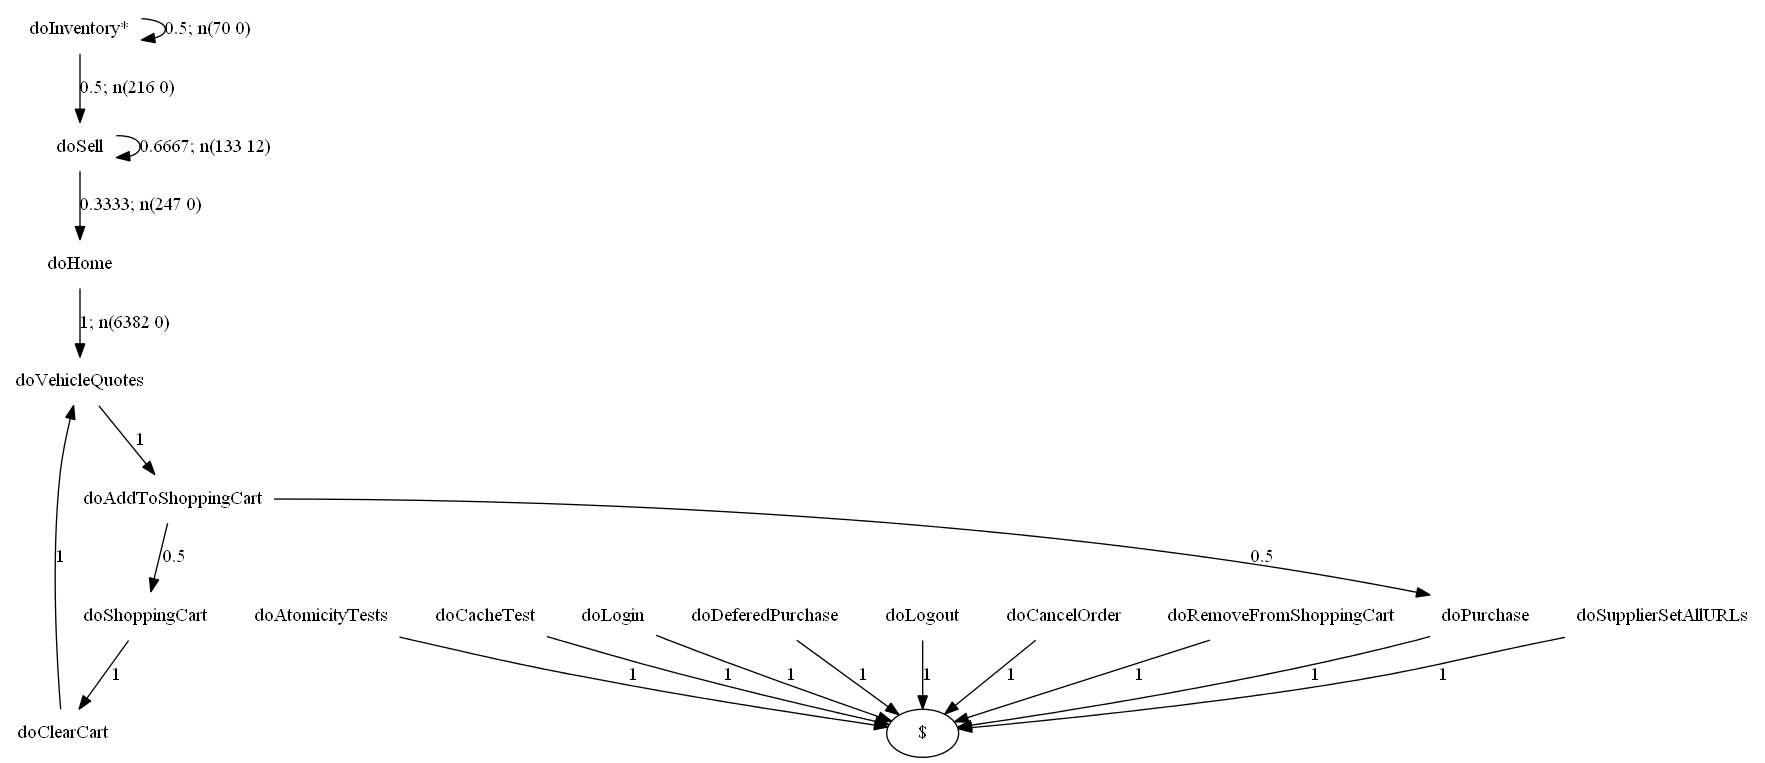 doInventory*
0.5; n(70 0)
0.5; n(216 0)
doSell
0.6667; n(133 12)
0.3333; n(247 0)
doHome
1; n(6382 0)
doVehicleQuotes
1
doAddToShoppingCart
1
0.5
0.5
doShoppingCart
doAtomicityTests
doCacheTest
doLogin
doDeferedPurchase
doLogout
doCancelOrder
doRemoveFromShoppingCart
doPurchase
doSupplierSetAllURLs
1
1
1
1
1
1
1
1
1
1
doClearCart
$